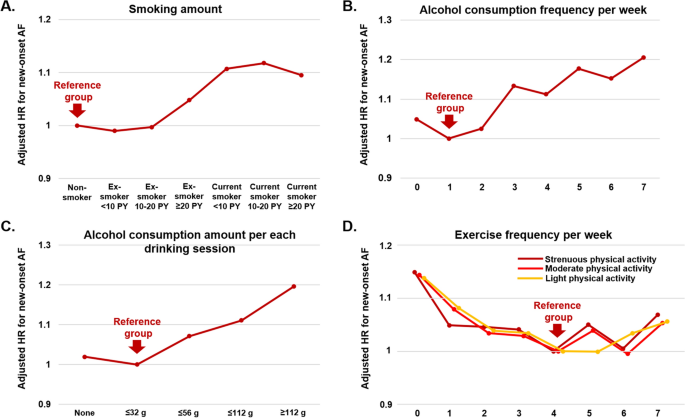 A.
Smoking amount
Adjusted HR for new-onset AF
1.2
1.1
1
0.9
Reference
group
Non-
smoker
Ex-
smoker
<10 PY
Ex-
smoker
10-20 PY
Ex-
smoker
≥20 PY
Current
smoker
<10 PY
Current
smoker
10-20 PY
Current
smoker
≥20 PY
B.
Alcohol consumption frequency per week
Adjusted HR for new-onset AF
1.3
1.2
1.1
1
0.9
Reference
group
0 1 2 3 4 5 6 7
C.
Alcohol consumption amount per each
drinking session
Adjusted HR for new-onset AF
1.3
1.2
1.1
1
0.9
Reference
group
None ≤32 g ≤56 g ≤112 g ≥112 g
D.
Exercise frequency per week
Adjusted HR for new-onset AF
1.2
1.1
1
0.9
Strenuous physical activity
Moderate physical activity
Light physical activity
Reference
group
0 1 2 3 4 5 6 7